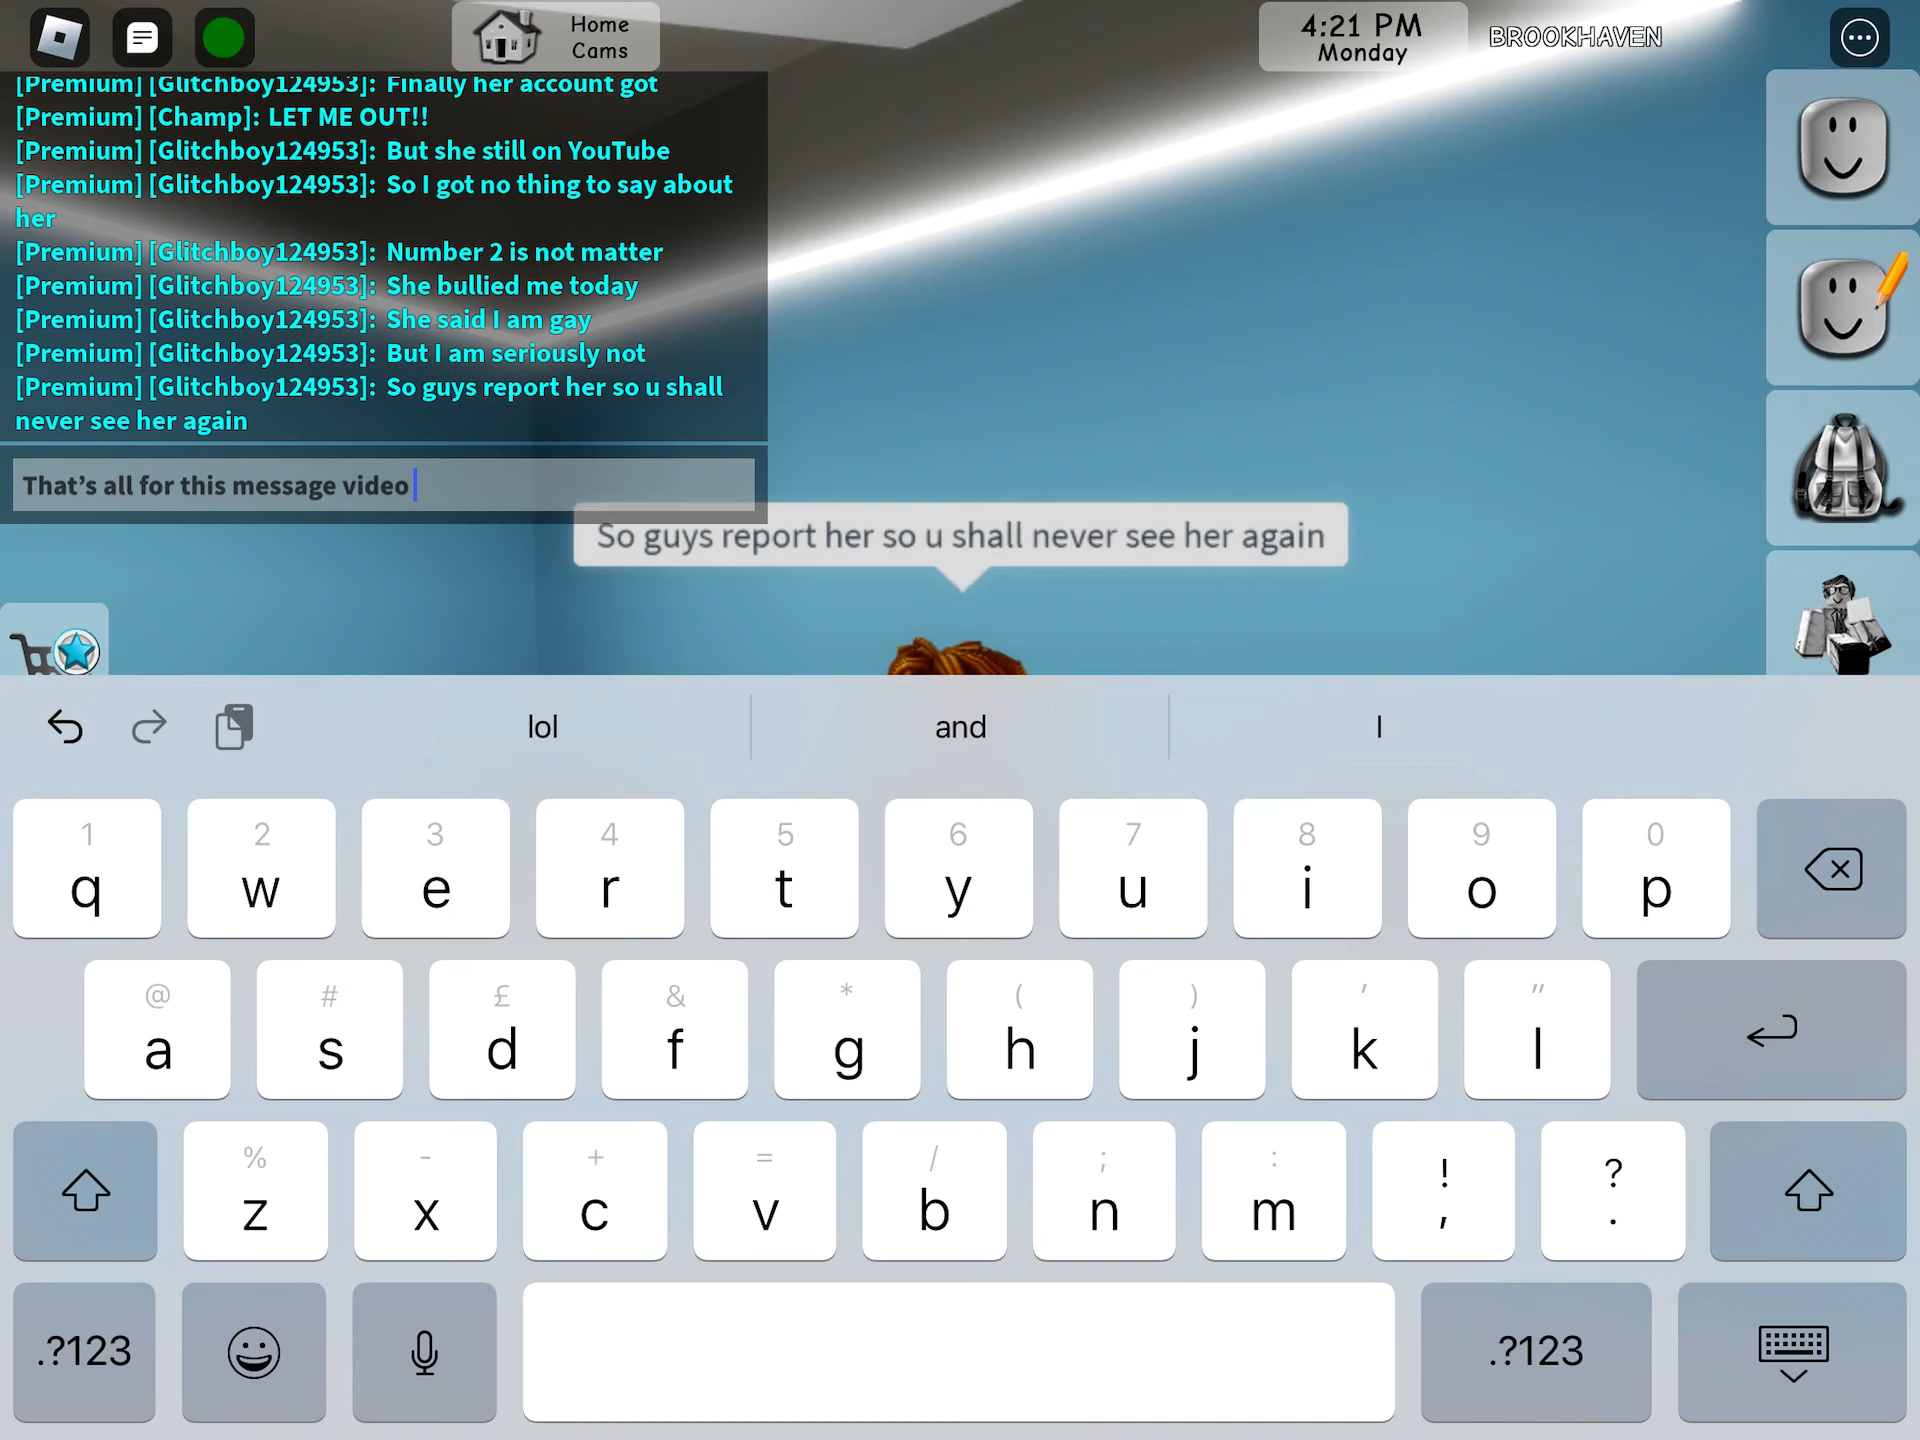 Home
Cams
4:21 PM
Monday
BROOKHAVEN
[Premium] [Glitchboy124953]: Finally her account got
[Premium] [Champ]: LET ME OUT!!
[Premium] [Glitchboy124953]: But she still on YouTube
[Premium] [Glitchboy124953]: So I got no thing to say about
her
[Premium] [Glitchboy124953]: Number 2 is not matter
[Premium] [Glitchboy124953]: She bullied me today
[Premium] [Glitchboy124953]: She said I am gay
[Premium] [Glitchboy124953]: But I am seriously not
[Premium] [Glitchboy124953]: So guys report her so u shall
never see her again
That's all for this message video
So guys report her so u shall never see her again
lol and I
1 2 3 4 5 6 7 8 9 0
q w e r t y u i o p
@ # £ & * ( ) ' "
a s d f g h j k l
% - + = / ; : ! ?
z x c v b n m , .
.?123 .?123